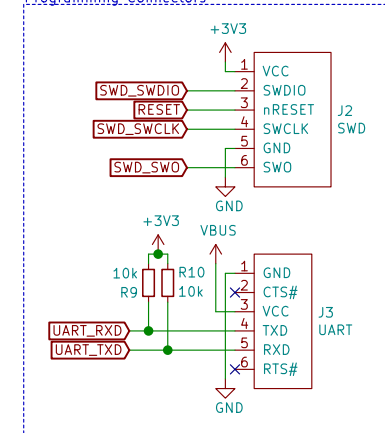 Programming Connectors
+3V3
1 VCC
SWD_SWDIO 2 SWDIO
RESET 3 nRESET J2
SWD_SWCLK 4 SWCLK SWD
5 GND
SWD_SWO 6 SWO
GND
+3V3 VBUS
1 GND
10k R10 2 CTS#
R9 10k 3 VCC J3
UART_RXD 4 TXD UART
UART_TXD 5 RXD
6 RTS#
GND